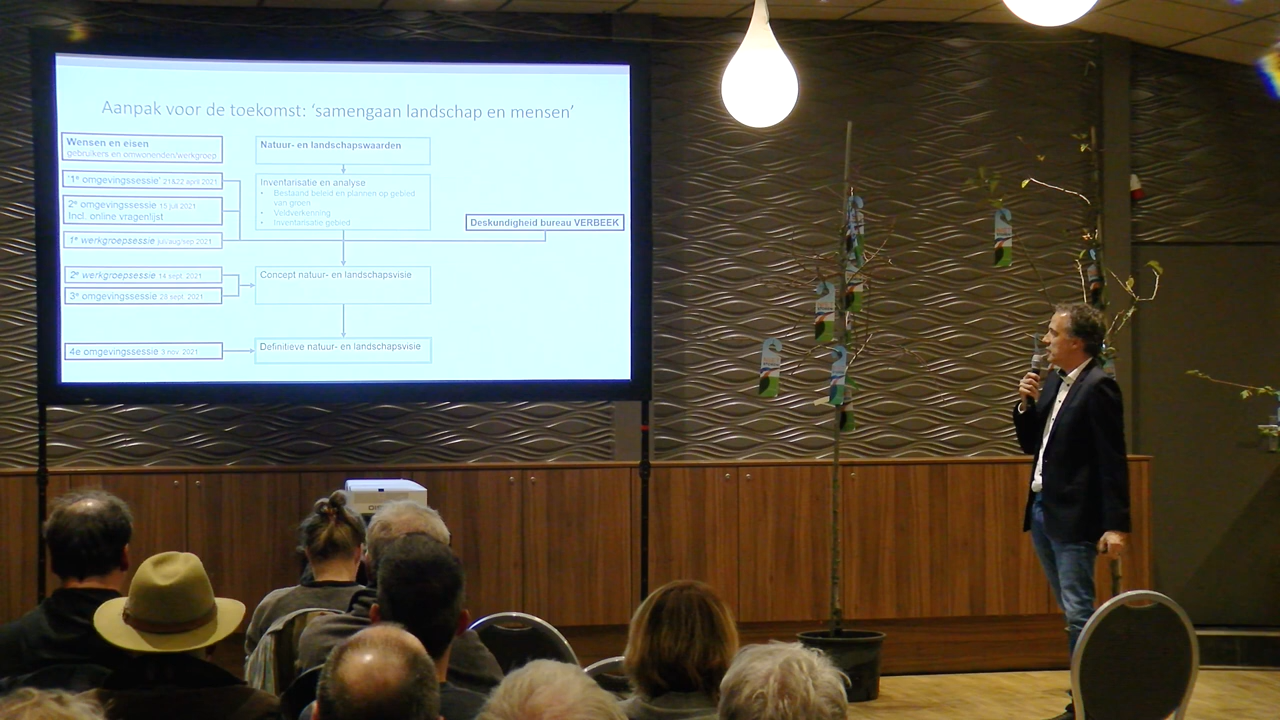 Aanpak voor de toekomst: ‘samengaan landschap en mensen’
Wensen en eisen
gebruikers en omwonenden/werkgroep
‘1e omgevingssessie’ 21&22 april 2021
2e omgevingssessie 15 juli 2021
Incl. online vragenlijst
1e werkgroepsessie juli/aug/sep 2021
2e werkgroepsessie 14 sept. 2021
3e omgevingssessie 28 sept. 2021
4e omgevingssessie 3 nov. 2021
Natuur- en landschapswaarden
Inventarisatie en analyse
• Bestaand beleid en plannen op gebied
van groen
• Veldverkenning
• Inventarisatie gebied
Concept natuur- en landschapsvisie
Definitieve natuur- en landschapsvisie
Deskundigheid bureau VERBEEK